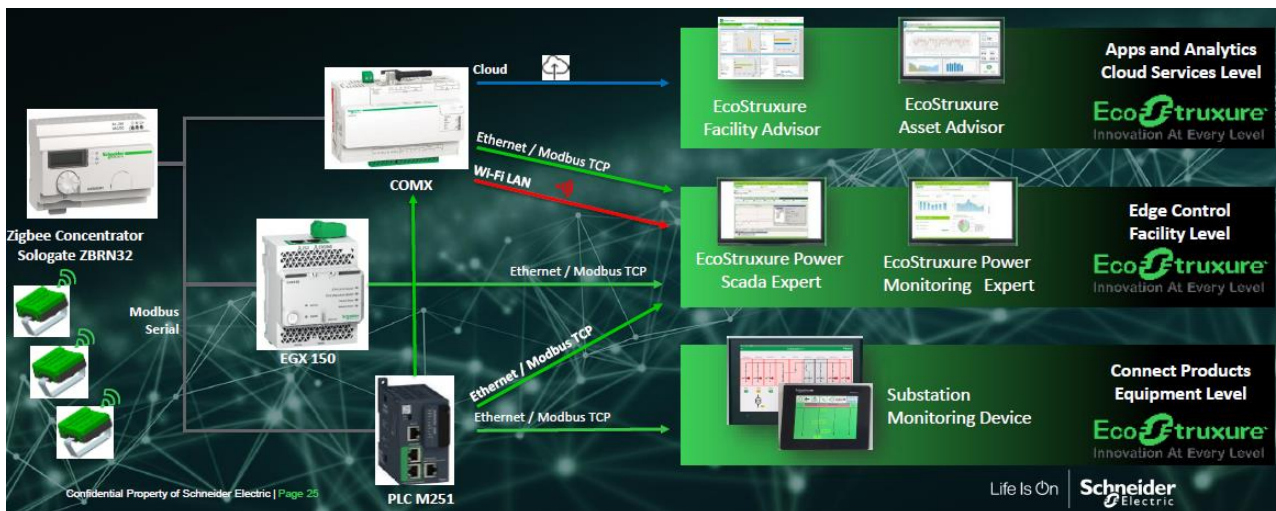 Cloud
Ethernet / Modbus TCP
Wi-Fi LAN
COMX
Zigbee Concentrator
Sologate ZBRN32
Modbus
Serial
EGX 150
Ethernet / Modbus TCP
Ethernet / Modbus TCP
Ethernet / Modbus TCP
PLC M251
EcoStruxure
Facility Advisor
EcoStruxure
Asset Advisor
Apps and Analytics
Cloud Services Level
EcoStruxure
Innovation At Every Level
EcoStruxure Power
Scada Expert
EcoStruxure Power
Monitoring Expert
Edge Control
Facility Level
EcoStruxure
Innovation At Every Level
Substation
Monitoring Device
Connect Products
Equipment Level
EcoStruxure
Innovation At Every Level
Confidential Property of Schneider Electric | Page 25
Life Is On
Schneider
Electric